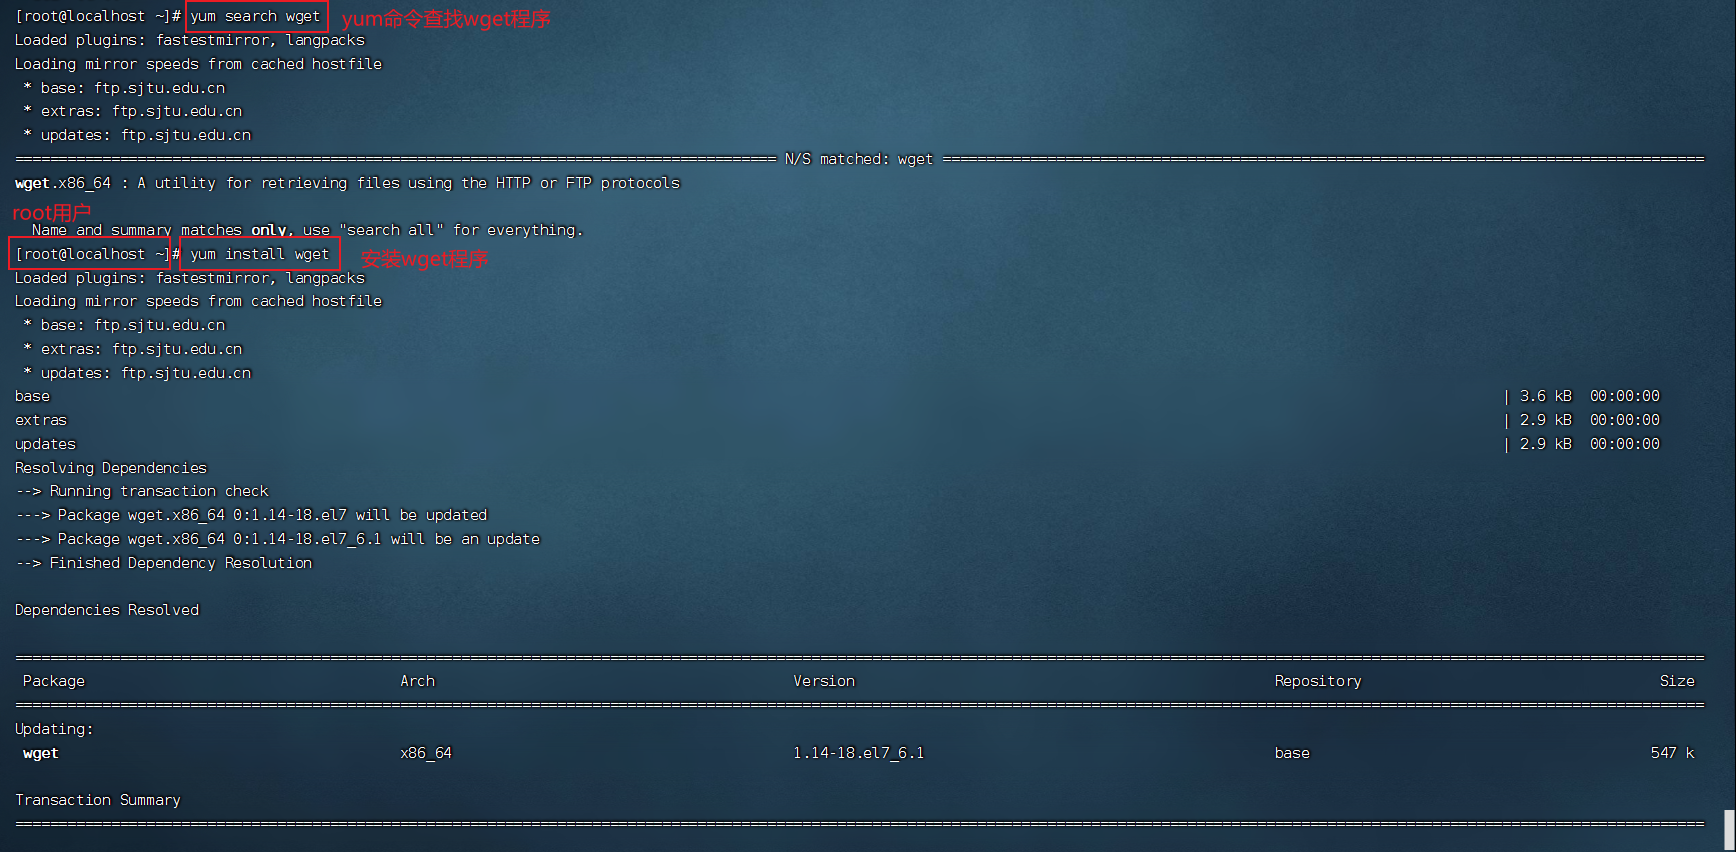 [root@localhost ~]# yum search wget yum命令查找wget程序
Loaded plugins: fastestmirror, langpacks
Loading mirror speeds from cached hostfile
 * base: ftp.sjtu.edu.cn
 * extras: ftp.sjtu.edu.cn
 * updates: ftp.sjtu.edu.cn
======================================================================================== N/S matched: wget ========================================================================================
wget.x86_64 : A utility for retrieving files using the HTTP or FTP protocols
root用户
  Name and summary matches only, use "search all" for everything.
[root@localhost ~]# yum install wget 安装wget程序
Loaded plugins: fastestmirror, langpacks
Loading mirror speeds from cached hostfile
 * base: ftp.sjtu.edu.cn
 * extras: ftp.sjtu.edu.cn
 * updates: ftp.sjtu.edu.cn
base | 3.6 kB 00:00:00
extras | 2.9 kB 00:00:00
updates | 2.9 kB 00:00:00
Resolving Dependencies
--> Running transaction check
---> Package wget.x86_64 0:1.14-18.el7 will be updated
---> Package wget.x86_64 0:1.14-18.el7_6.1 will be an update
--> Finished Dependency Resolution
Dependencies Resolved
====================================================================================================
Package Arch Version Repository Size
====================================================================================================
Updating:
wget x86_64 1.14-18.el7_6.1 base 547 k
Transaction Summary
====================================================================================================